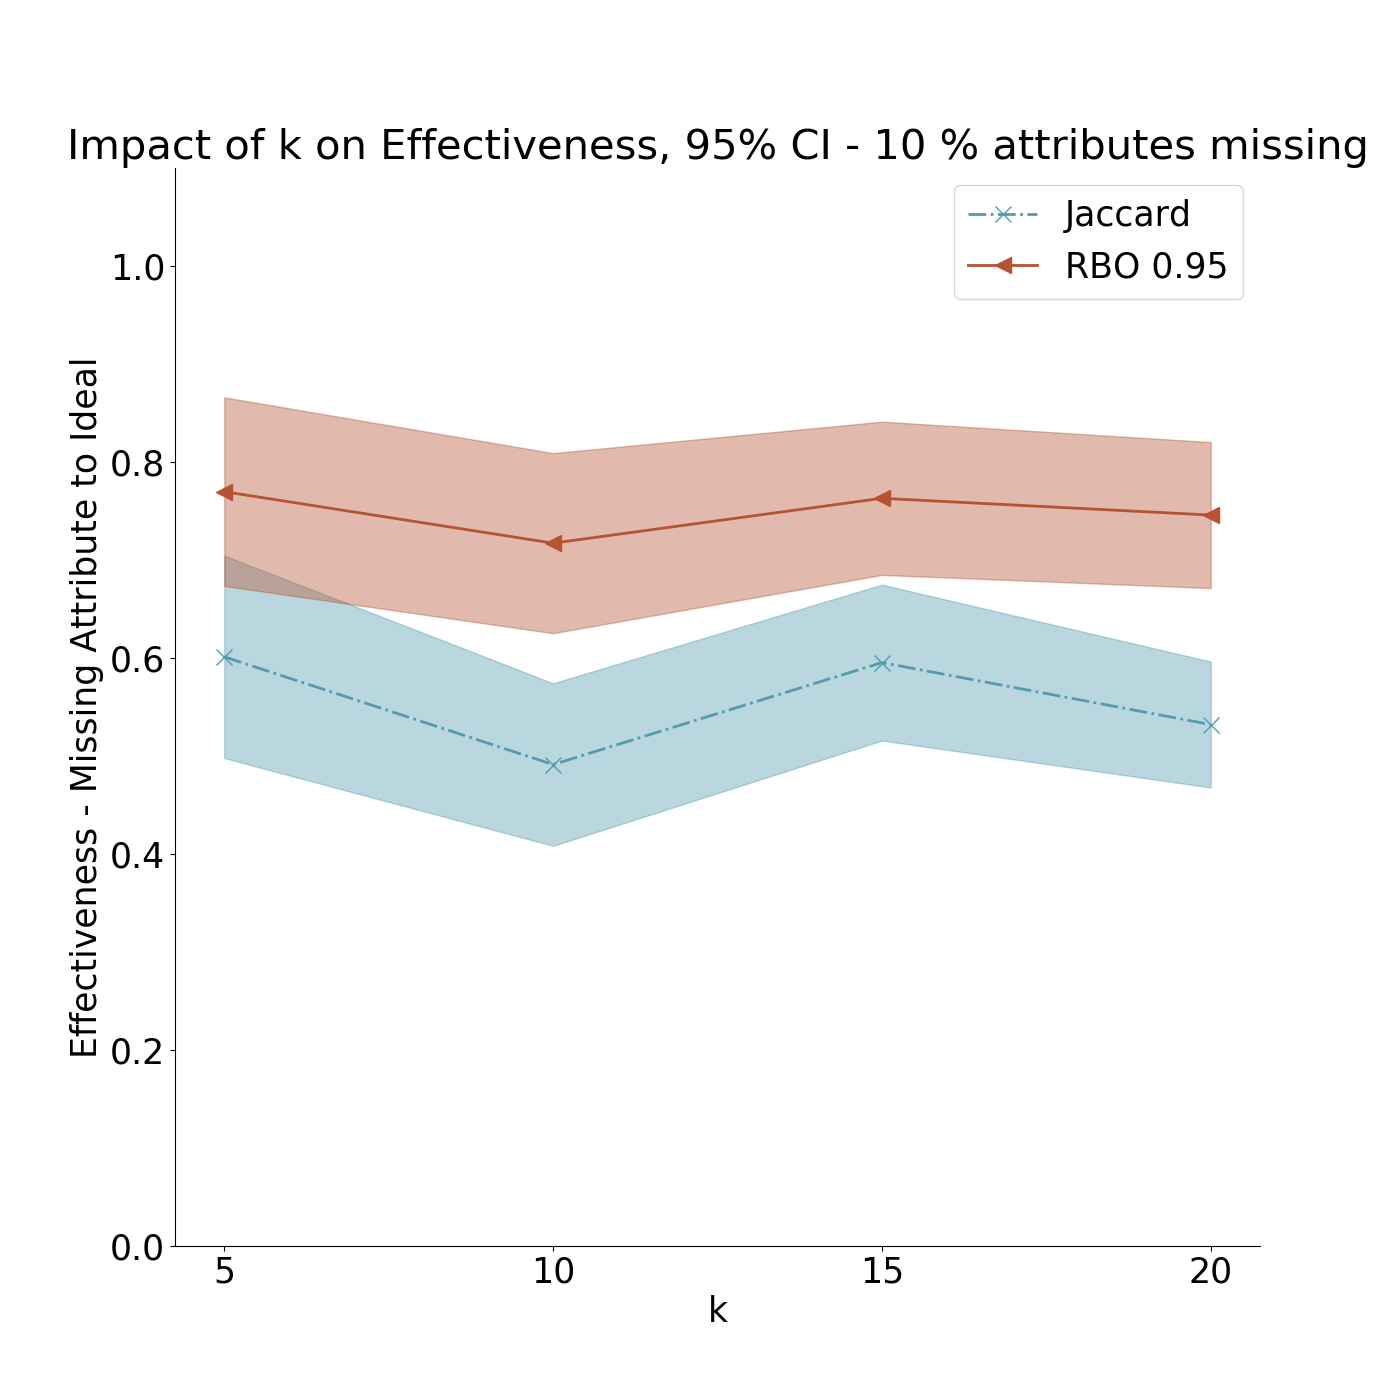 Impact of k on Effectiveness, 95% CI - 10 % attributes missing
Jaccard
RBO 0.95
Effectiveness - Missing Attribute to Ideal
1.0
0.8
0.6
0.4
0.2
0.0
5 10 15 20
k